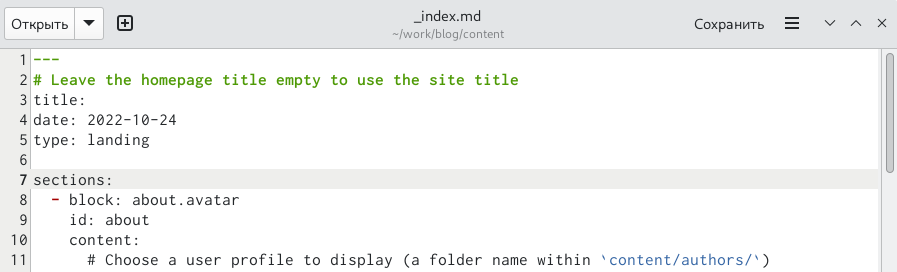 Открыть
_index.md
~/work/blog/content
Сохранить
1 ---
2 # Leave the homepage title empty to use the site title
3 title:
4 date: 2022-10-24
5 type: landing
6
7 sections:
8   - block: about.avatar
9     id: about
10     content:
11       # Choose a user profile to display (a folder name within `content/authors/`)